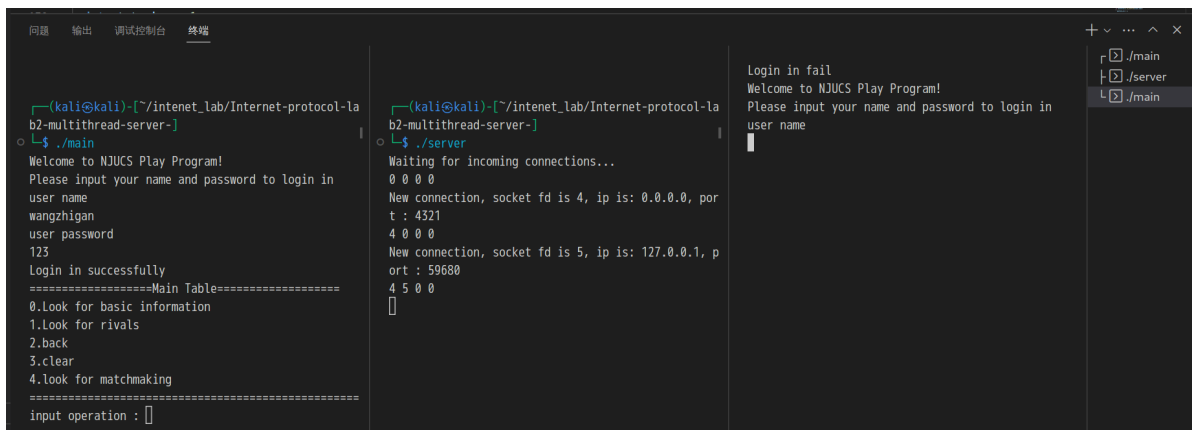 问题 输出 调试控制台 终端
┌──(kali㉿kali)-[~/intenet_lab/Internet-protocol-la
b2-multithread-server-]
└─$ ./main
Welcome to NJUCS Play Program!
Please input your name and password to login in
user name
wangzhigan
user password
123
Login in successfully
===================Main Table===================
0.Look for basic information
1.Look for rivals
2.back
3.clear
4.look for matchmaking
===================================================
input operation :
┌──(kali㉿kali)-[~/intenet_lab/Internet-protocol-la
b2-multithread-server-]
└─$ ./server
Waiting for incoming connections...
0 0 0 0
New connection, socket fd is 4, ip is: 0.0.0.0, por
t : 4321
4 0 0 0
New connection, socket fd is 5, ip is: 127.0.0.1, p
ort : 59680
4 5 0 0
Login in fail
Welcome to NJUCS Play Program!
Please input your name and password to login in
user name
./main
./server
./main